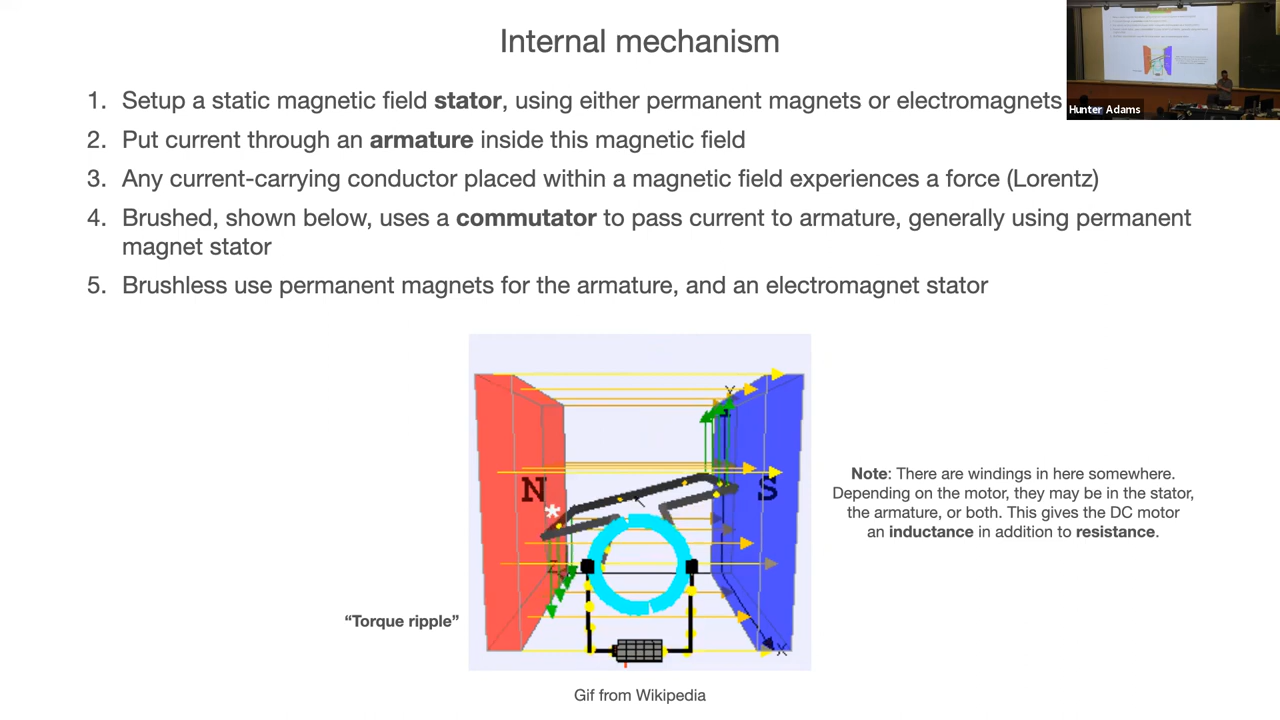 Internal mechanism
Hunter Adams
1. Setup a static magnetic field stator, using either permanent magnets or electromagnets
2. Put current through an armature inside this magnetic field
3. Any current-carrying conductor placed within a magnetic field experiences a force (Lorentz)
4. Brushed, shown below, uses a commutator to pass current to armature, generally using permanent
magnet stator
5. Brushless use permanent magnets for the armature, and an electromagnet stator
Y
N
S
*
Z
X
Note: There are windings in here somewhere.
Depending on the motor, they may be in the stator,
the armature, or both. This gives the DC motor
an inductance in addition to resistance.
“Torque ripple”
Gif from Wikipedia